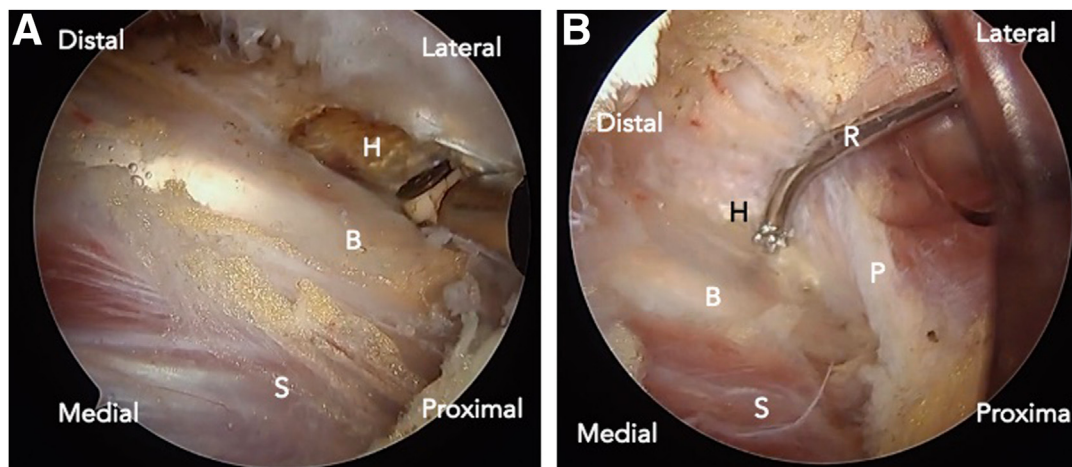 A
Distal
Lateral
H
B
S
Medial
Proximal
B
Lateral
Distal
R
H
P
B
S
Medial
Proxima